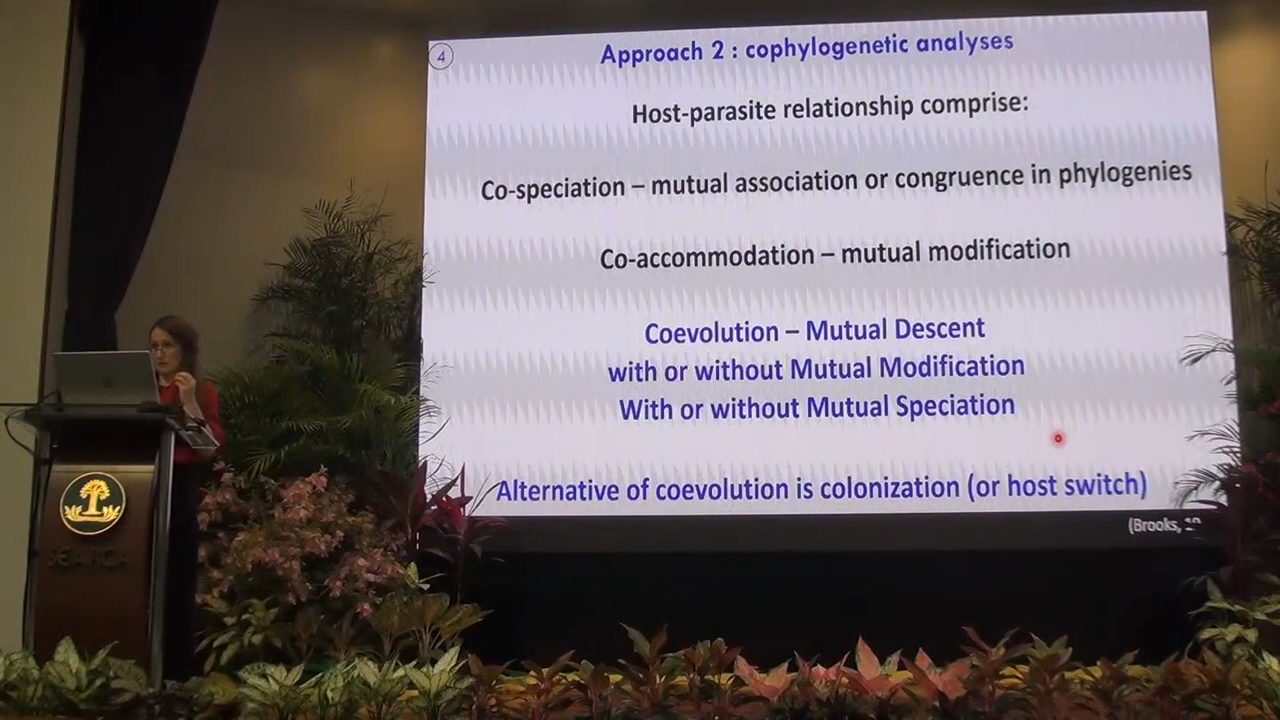 4
Approach 2 : cophylogenetic analyses
Host-parasite relationship comprise:
Co-speciation – mutual association or congruence in phylogenies
Co-accommodation – mutual modification
Coevolution – Mutual Descent
with or without Mutual Modification
With or without Mutual Speciation
Alternative of coevolution is colonization (or host switch)
(Brooks,
SEARCA